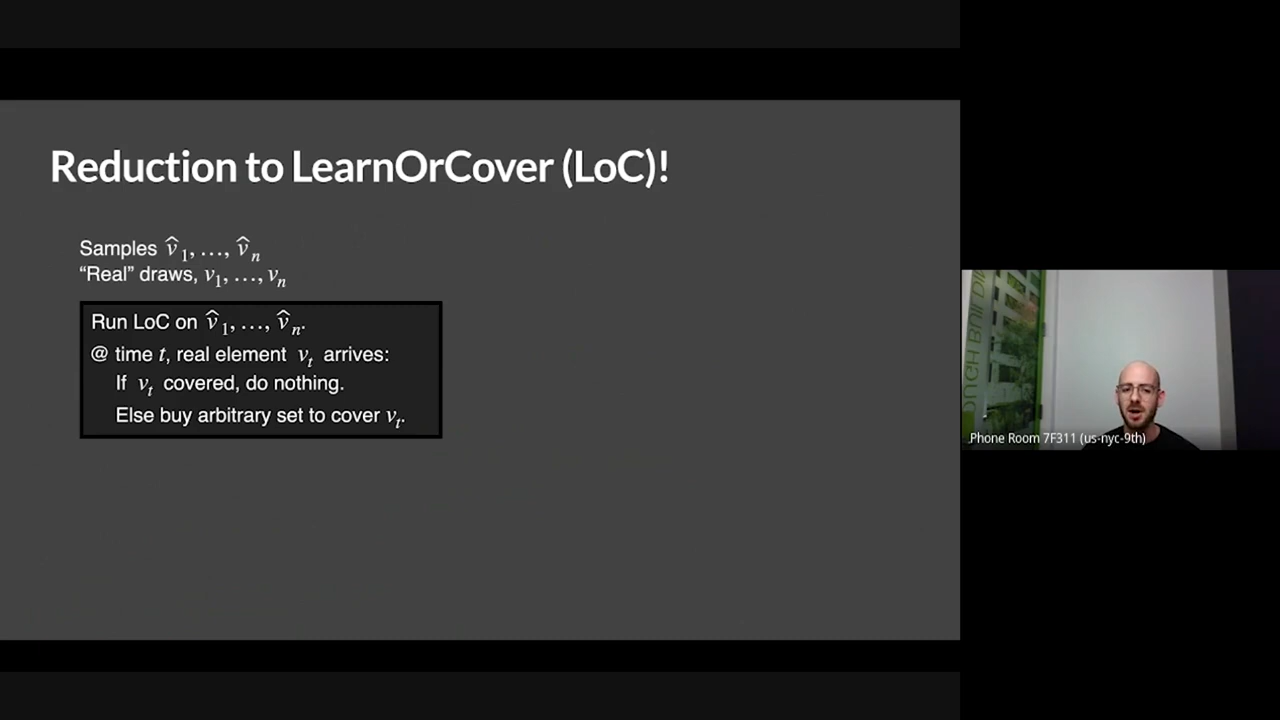 Reduction to LearnOrCover (LoC)!
Samples v̂₁, …, v̂ₙ
“Real” draws, v₁, …, vₙ
Run LoC on v̂₁, …, v̂ₙ.
@ time t, real element vₜ arrives:
If vₜ covered, do nothing.
Else buy arbitrary set to cover vₜ.
Phone Room 7F311 (us-nyc-9th)